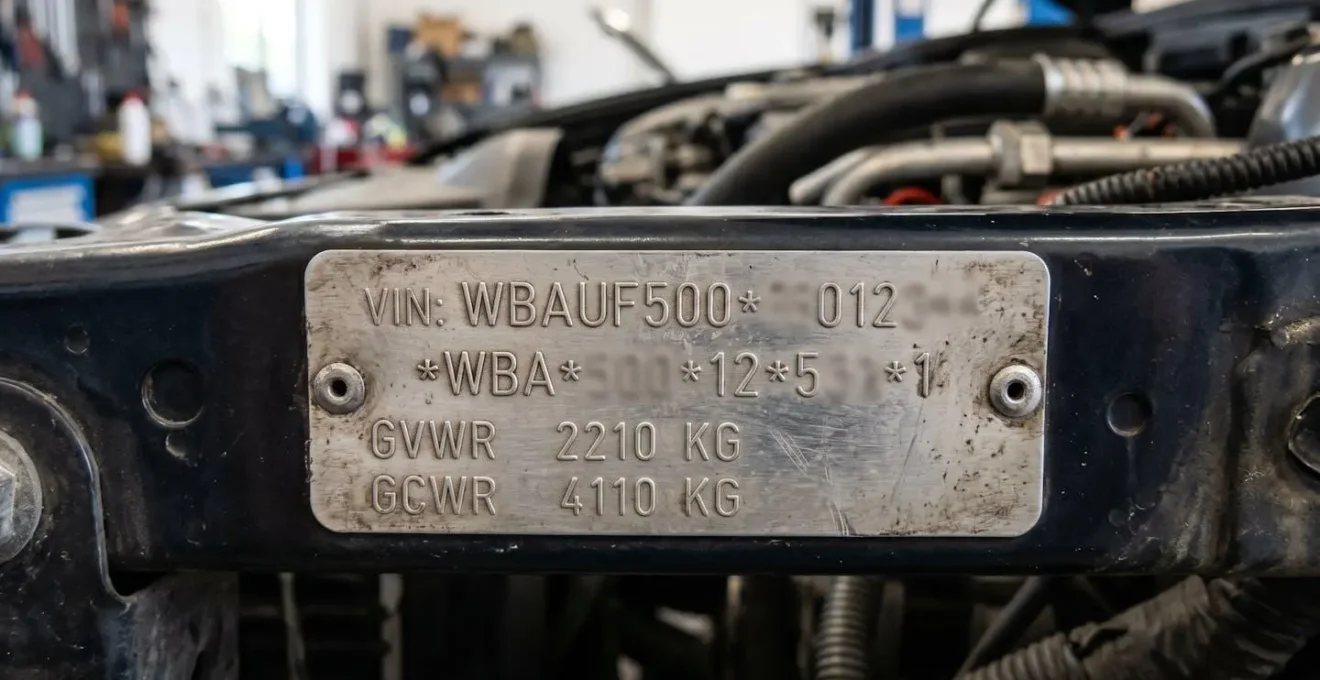 VIN: WBAUF500* 012
*WBA* *12*5 *1
GVWR 2210 KG
GCWR 4110 KG